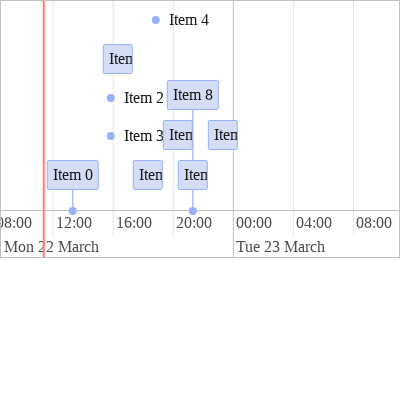 Item 4
Item
Item 2
Item 8
Item 3
Item
Item
Item 0
Item
Item
08:00
12:00
16:00
20:00
00:00
04:00
08:00
Mon 22 March
Tue 23 March